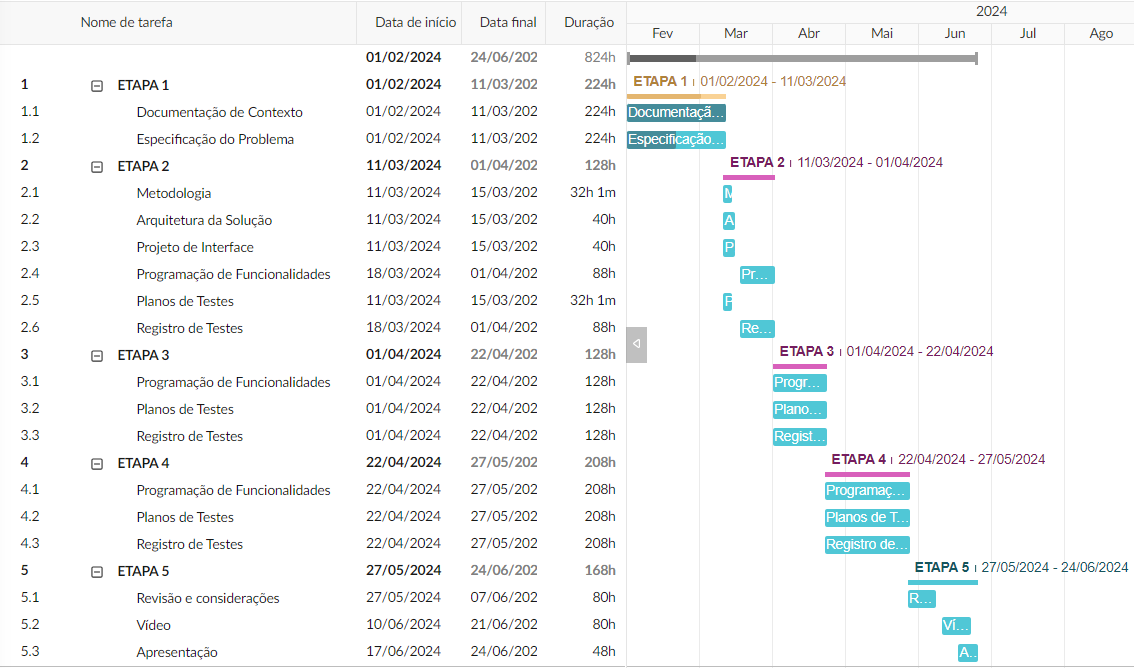 Nome de tarefa Data de início Data final Duração 2024
Fev Mar Abr Mai Jun Jul Ago
01/02/2024 24/06/202 824h
1 ETAPA 1 01/02/2024 11/03/202 224h ETAPA 1 01/02/2024 - 11/03/2024
1.1 Documentação de Contexto 01/02/2024 11/03/202 224h Documentaçã...
1.2 Especificação do Problema 01/02/2024 11/03/202 224h Especificação...
2 ETAPA 2 11/03/2024 01/04/202 128h ETAPA 2 11/03/2024 - 01/04/2024
2.1 Metodologia 11/03/2024 15/03/202 32h 1m M
2.2 Arquitetura da Solução 11/03/2024 15/03/202 40h A
2.3 Projeto de Interface 11/03/2024 15/03/202 40h P
2.4 Programação de Funcionalidades 18/03/2024 01/04/202 88h Pr...
2.5 Planos de Testes 11/03/2024 15/03/202 32h 1m P
2.6 Registro de Testes 18/03/2024 01/04/202 88h Re...
3 ETAPA 3 01/04/2024 22/04/202 128h ETAPA 3 01/04/2024 - 22/04/2024
3.1 Programação de Funcionalidades 01/04/2024 22/04/202 128h Progr...
3.2 Planos de Testes 01/04/2024 22/04/202 128h Plano...
3.3 Registro de Testes 01/04/2024 22/04/202 128h Regist...
4 ETAPA 4 22/04/2024 27/05/202 208h ETAPA 4 22/04/2024 - 27/05/2024
4.1 Programação de Funcionalidades 22/04/2024 27/05/202 208h Programaç...
4.2 Planos de Testes 22/04/2024 27/05/202 208h Planos de T...
4.3 Registro de Testes 22/04/2024 27/05/202 208h Registro de...
5 ETAPA 5 27/05/2024 24/06/202 168h ETAPA 5 27/05/2024 - 24/06/2024
5.1 Revisão e considerações 27/05/2024 07/06/202 80h R...
5.2 Vídeo 10/06/2024 21/06/202 80h Ví...
5.3 Apresentação 17/06/2024 24/06/202 48h A..